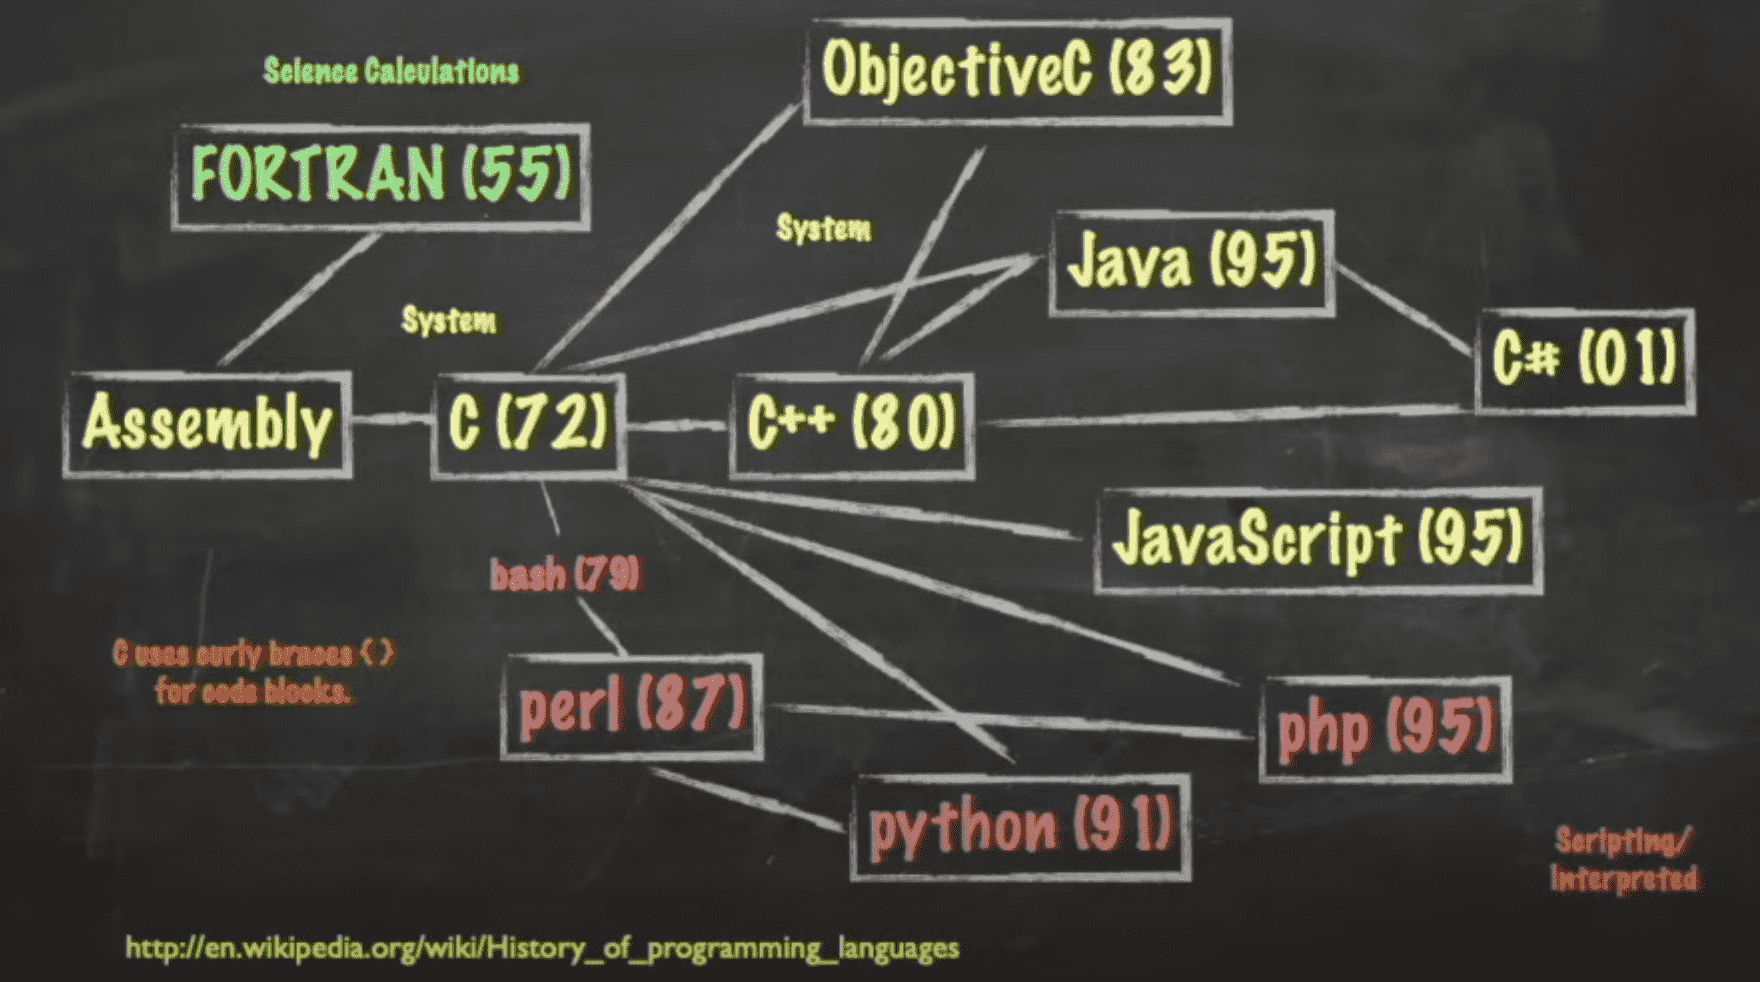 Science Calculations
ObjectiveC (83)
FORTRAN (55)
System
Java (95)
System
C# (01)
Assembly
C (72)
C++ (80)
JavaScript (95)
bash (79)
C uses curly braces { }
for code blocks.
perl (87)
php (95)
python (91)
Scripting/
Interpreted
http://en.wikipedia.org/wiki/History_of_programming_languages